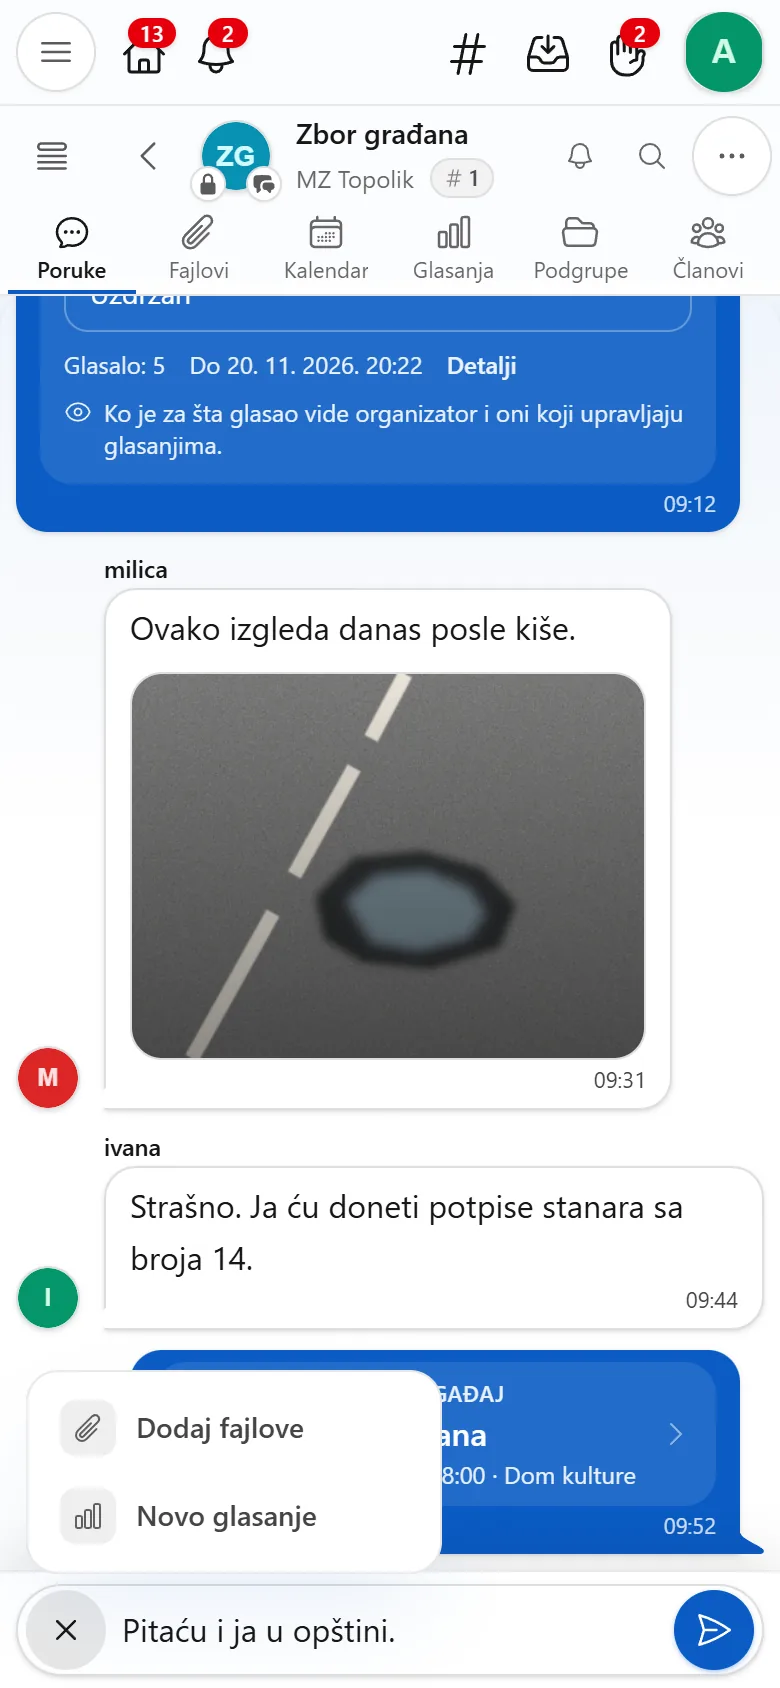 13
2
#
2
A
ZG
Zbor građana
MZ Topolik
# 1
Poruke
Fajlovi
Kalendar
Glasanja
Podgrupe
Članovi
Uzdržan
Glasalo: 5 Do 20. 11. 2026. 20:22 Detalji
Ko je za šta glasao vide organizator i oni koji upravljaju
glasanjima.
09:12
milica
Ovako izgleda danas posle kiše.
09:31
M
ivana
Strašno. Ja ću doneti potpise stanara sa
broja 14.
09:44
I
8:00 · Dom kulture
09:52
Dodaj fajlove
Novo glasanje
Pitaću i ja u opštini.